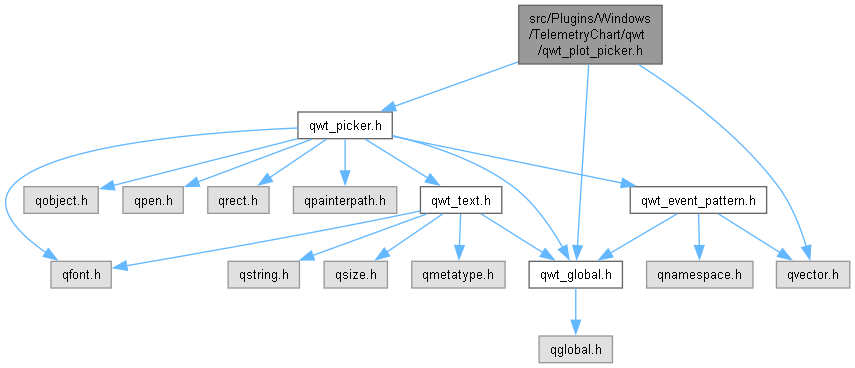 src/Plugins/Windows
/TelemetryChart/qwt
/qwt_plot_picker.h
qwt_picker.h
qobject.h
qpen.h
qrect.h
qpainterpath.h
qwt_text.h
qwt_event_pattern.h
qfont.h
qstring.h
qsize.h
qmetatype.h
qwt_global.h
qnamespace.h
qvector.h
qglobal.h